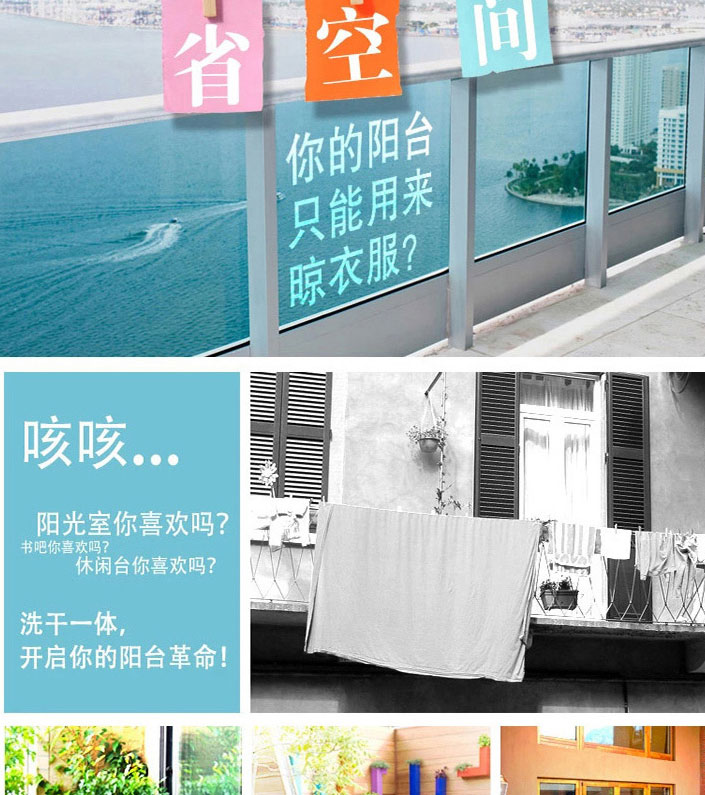 省空间
你的阳台
只能用来
晾衣服?
咳咳...
阳光室你喜欢吗?
书吧你喜欢吗?
休闲台你喜欢吗?
洗干一体,
开启你的阳台革命!